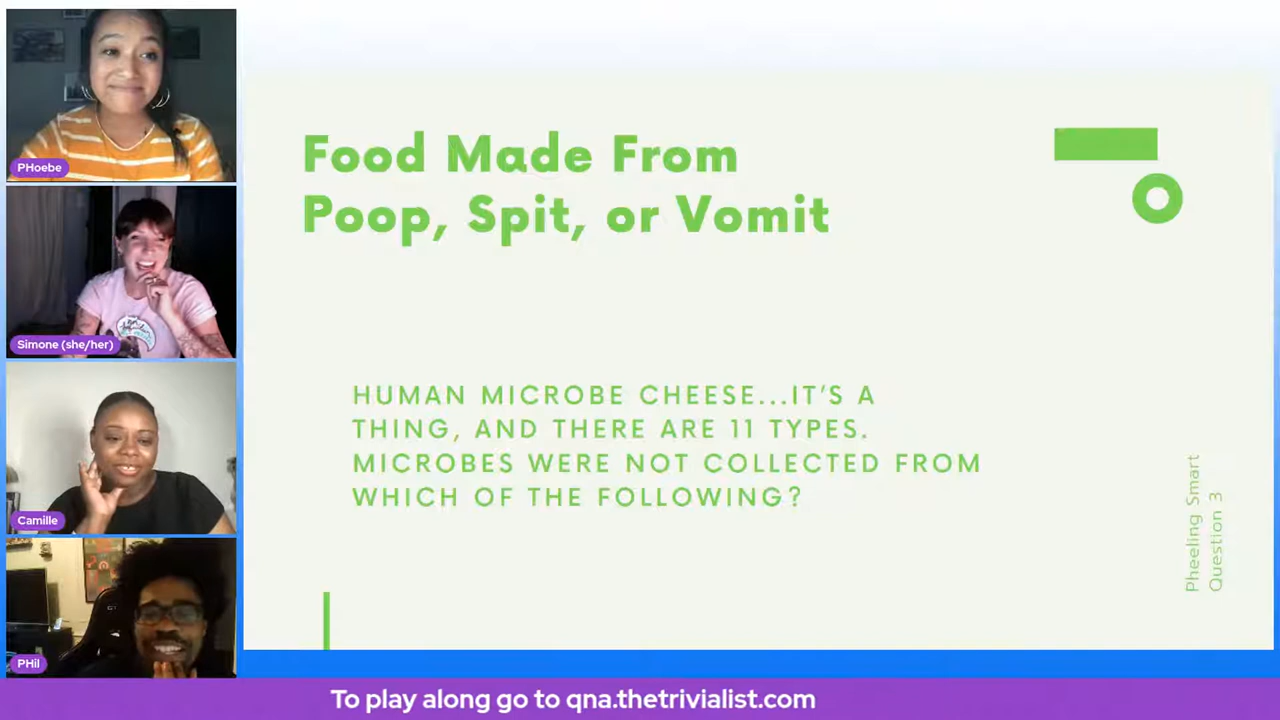 PHoebe
Simone (she/her)
Camille
PHil
Food Made From
Poop, Spit, or Vomit
HUMAN MICROBE CHEESE...IT'S A
THING, AND THERE ARE 11 TYPES.
MICROBES WERE NOT COLLECTED FROM
WHICH OF THE FOLLOWING?
Pheeling Smart
Question 3
To play along go to qna.thetrivialist.com